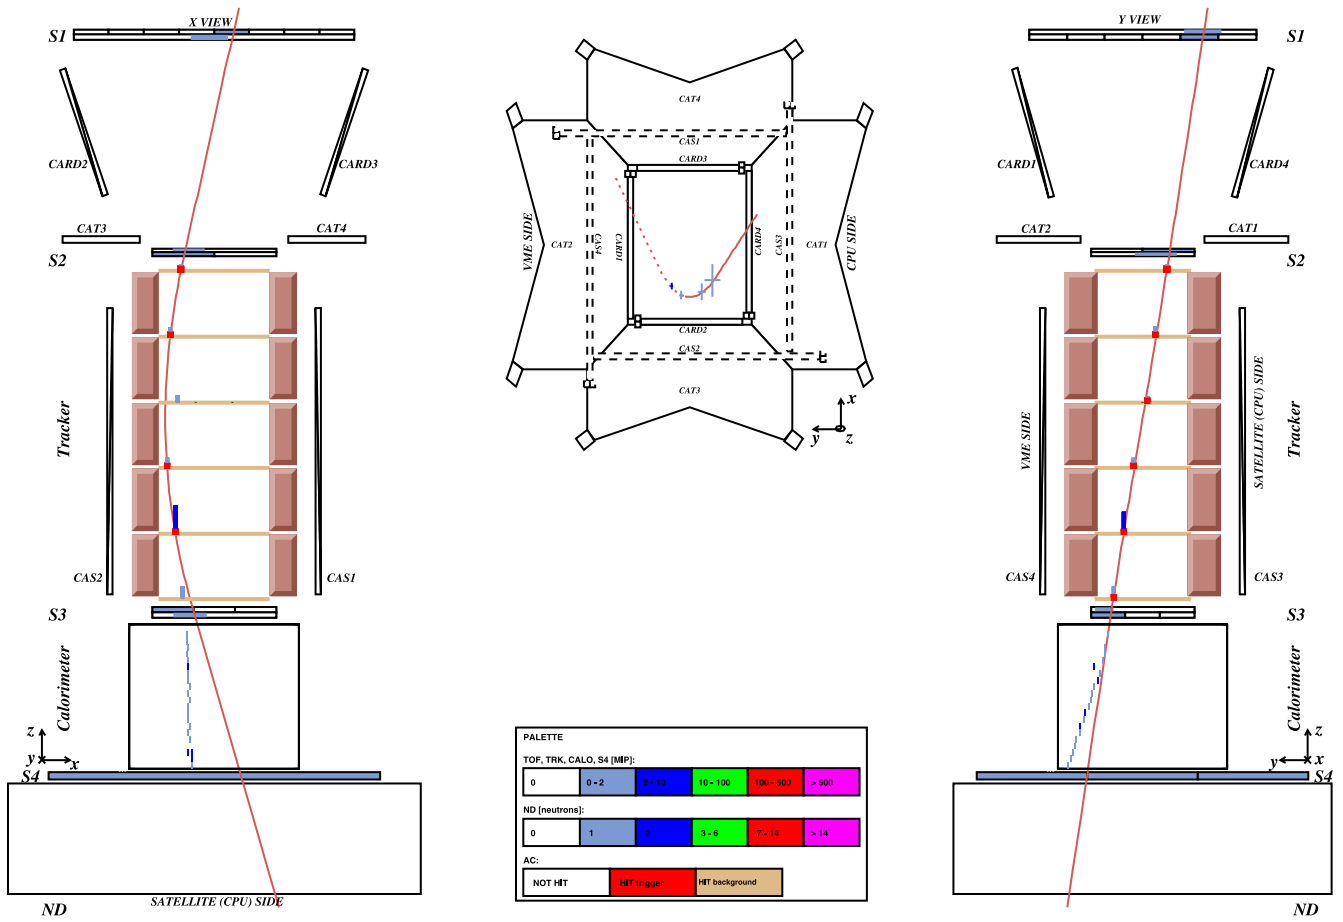 X VIEW
S1
CARD2
CARD3
CAT3
CAT4
S2
Tracker
CAS2
CAS1
S3
Calorimeter
z
y
x
S4
SATELLITE (CPU) SIDE
ND
CAT4
CAS1
CARD3
VME SIDE
CAT2
CAS4
CARD1
CARD4
CAS3
CAT1
CPU SIDE
CARD2
CAS2
CAT3
x
y
z
PALETTE
TOF, TRK, CALO, S4 [MIP]:
0
0 - 2
2 - 10
10 - 100
100 - 500
> 500
ND [neutrons]:
0
1
2
3 - 6
7 - 14
> 14
AC:
NOT HIT
HIT trigger
HIT background
Y VIEW
S1
CARD1
CARD4
CAT2
CAT1
S2
VME SIDE
SATELLITE (CPU) SIDE
Tracker
CAS4
CAS3
S3
Calorimeter
z
y
x
S4
ND